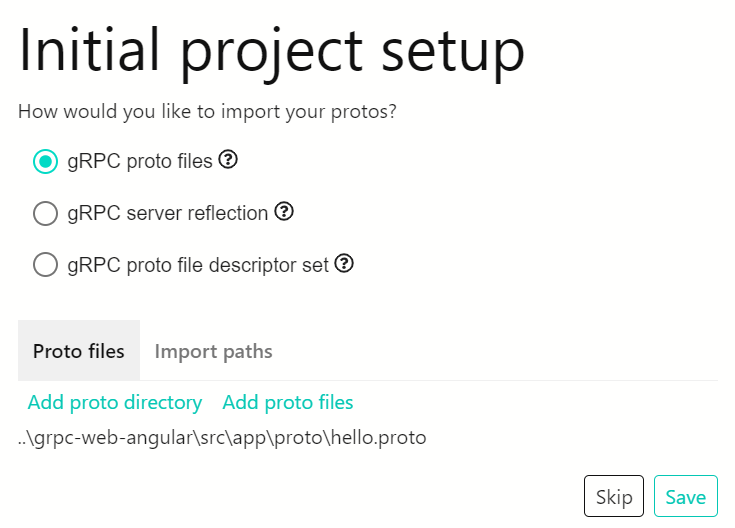 Initial project setup
How would you like to import your protos?
gRPC proto files ?
gRPC server reflection ?
gRPC proto file descriptor set ?
Proto files Import paths
Add proto directory Add proto files
..\grpc-web-angular\src\app\proto\hello.proto
Skip Save